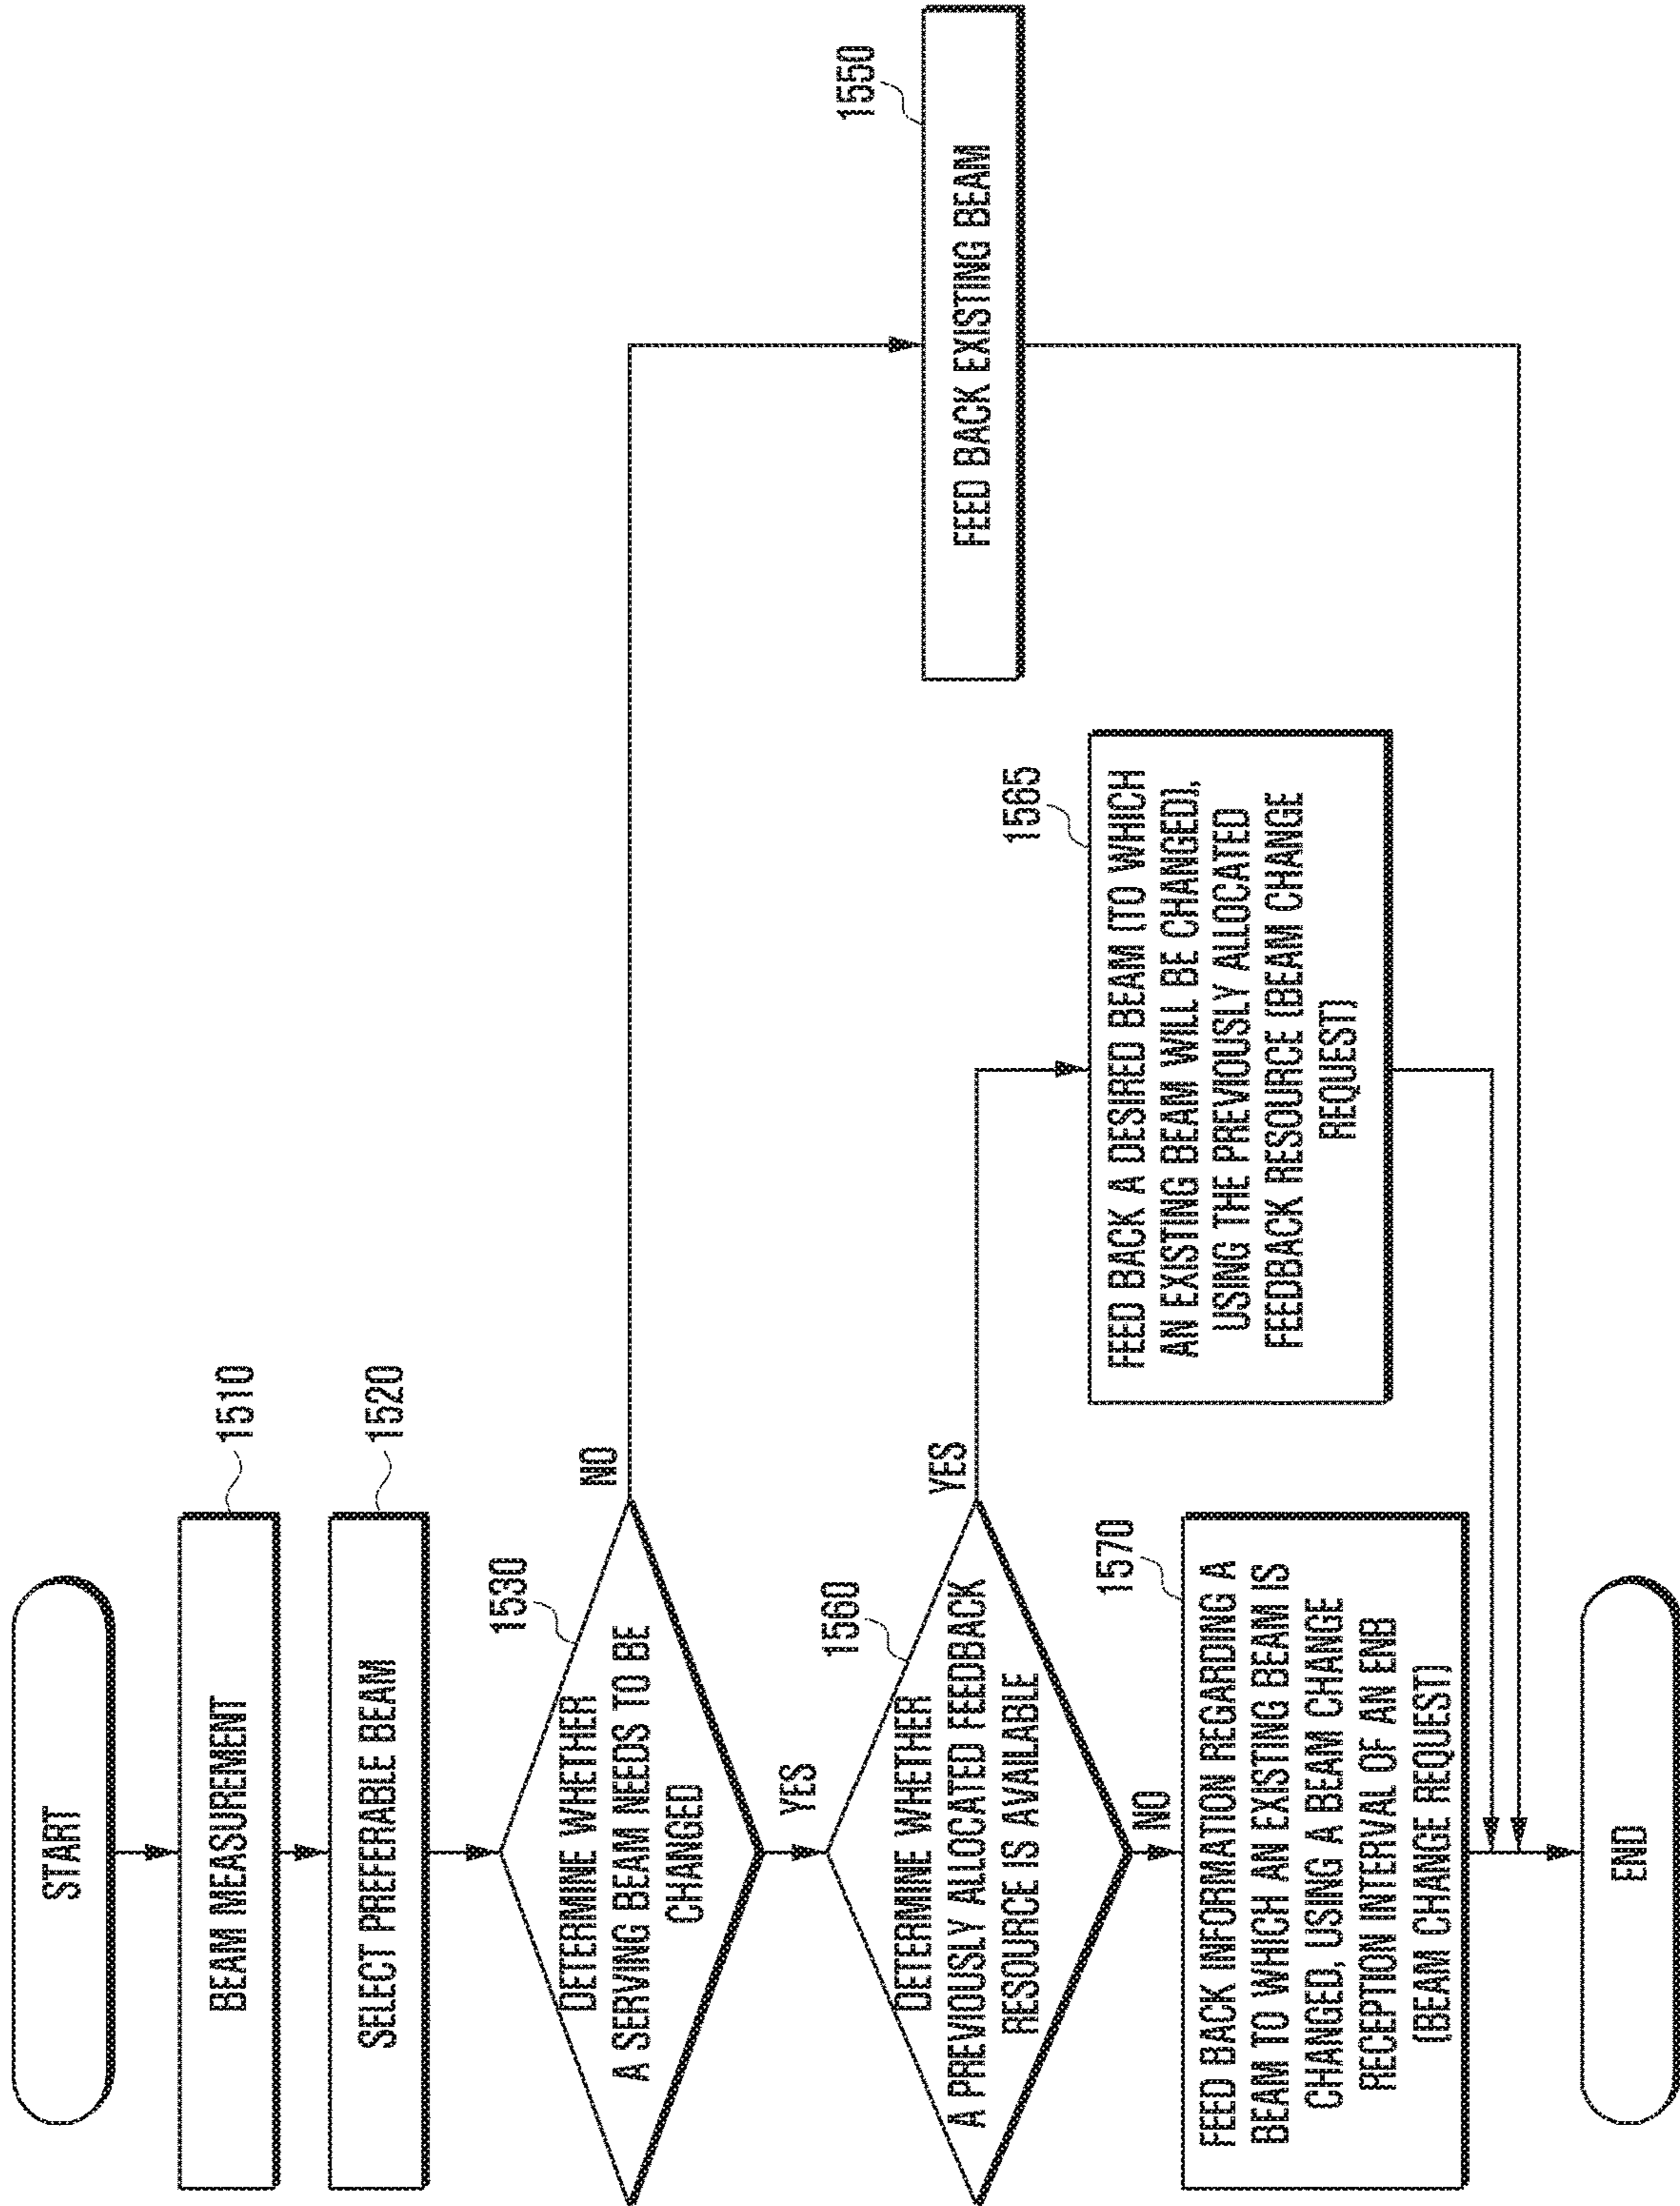 START
1510
BEAM MEASUREMENT
1520
SELECT PREFERABLE BEAM
1530
DETERMINE WHETHER
A SERVING BEAM NEEDS TO BE
CHANGED
NO
YES
1550
FEED BACK EXISTING BEAM
1560
DETERMINE WHETHER
A PREVIOUSLY ALLOCATED FEEDBACK
RESOURCE IS AVAILABLE
YES
NO
1565
FEED BACK A DESIRED BEAM (TO WHICH
AN EXISTING BEAM WILL BE CHANGED),
USING THE PREVIOUSLY ALLOCATED
FEEDBACK RESOURCE (BEAM CHANGE
REQUEST)
1570
FEED BACK INFORMATION REGARDING A
BEAM TO WHICH AN EXISTING BEAM IS
CHANGED, USING A BEAM CHANGE
RECEPTION INTERVAL OF AN ENB
(BEAM CHANGE REQUEST)
END